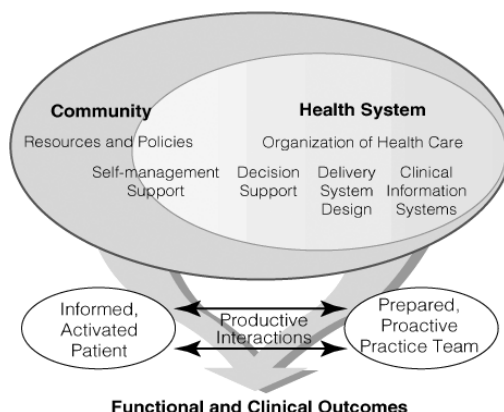 Community
Health System
Resources and Policies
Organization of Health Care
Self-management
Support
Decision
Support
Delivery
System
Design
Clinical
Information
Systems
Informed,
Activated
Patient
Productive
Interactions
Prepared,
Proactive
Practice Team
Functional and Clinical Outcomes